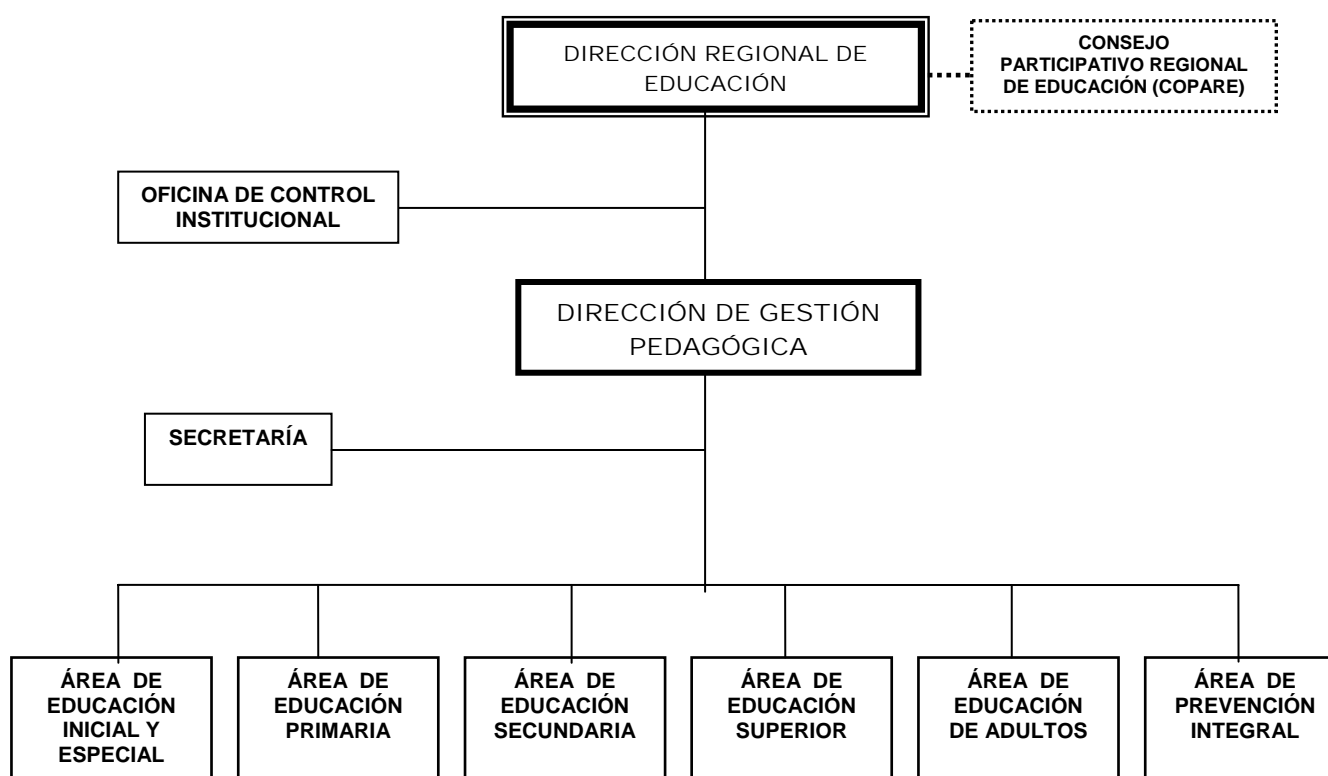 DIRECCIÓN REGIONAL DE
EDUCACIÓN
CONSEJO
PARTICIPATIVO REGIONAL
DE EDUCACIÓN (COPARE)
OFICINA DE CONTROL
INSTITUCIONAL
DIRECCIÓN DE GESTIÓN
PEDAGÓGICA
SECRETARÍA
ÁREA DE
EDUCACIÓN
INICIAL Y
ESPECIAL
ÁREA DE
EDUCACIÓN
PRIMARIA
ÁREA DE
EDUCACIÓN
SECUNDARIA
ÁREA DE
EDUCACIÓN
SUPERIOR
ÁREA DE
EDUCACIÓN
DE ADULTOS
ÁREA DE
PREVENCIÓN
INTEGRAL